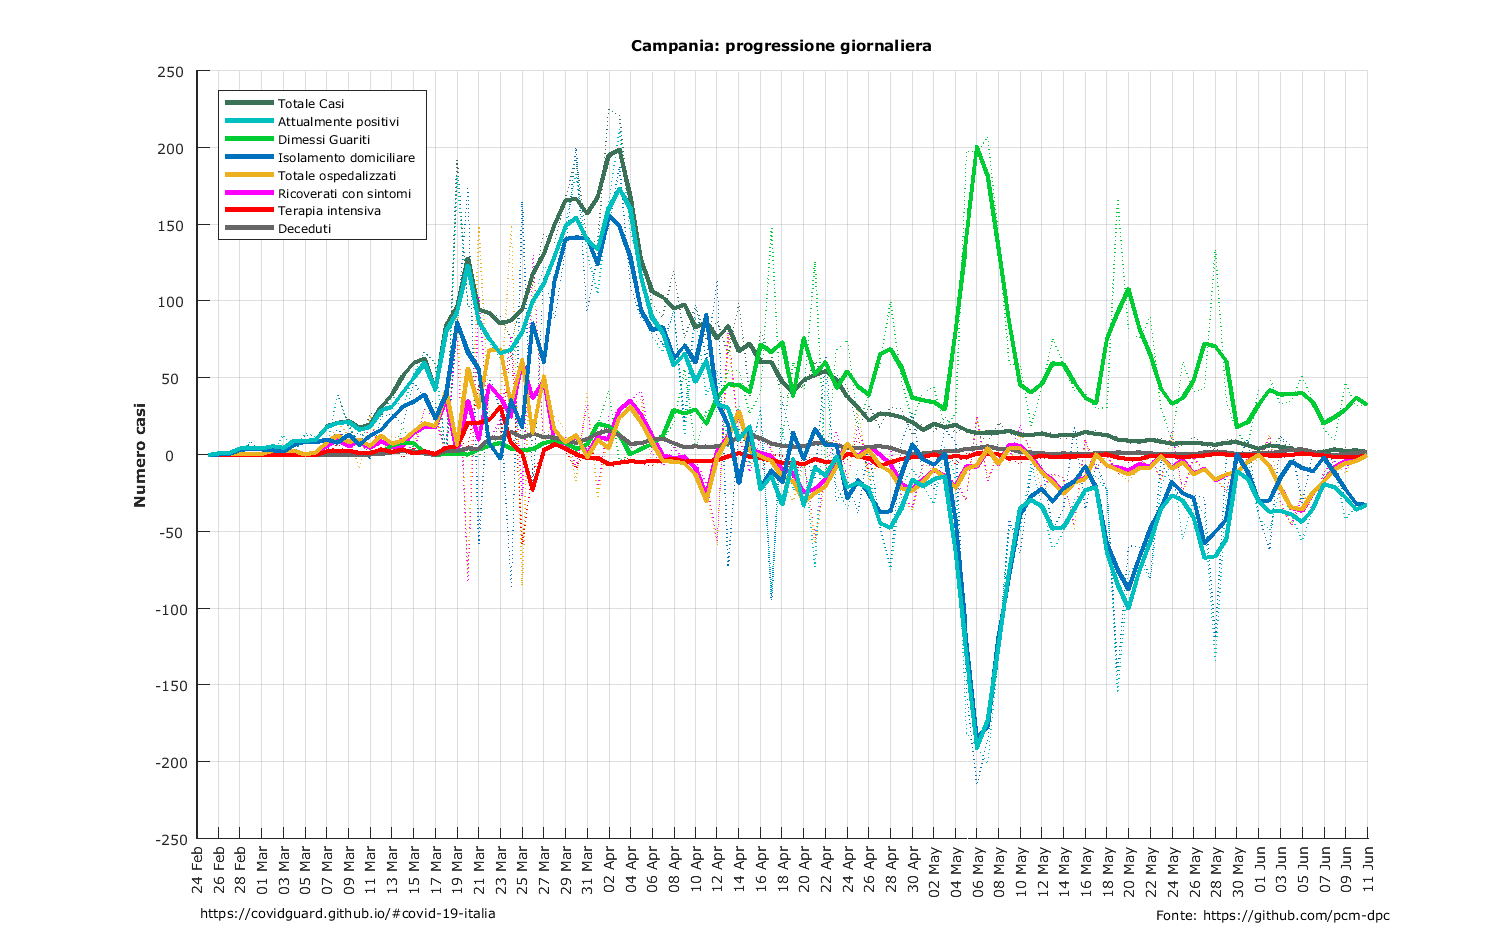 Campania: progressione giornaliera
Numero casi
250
200
150
100
50
0
-50
-100
-150
-200
-250
Totale Casi
Attualmente positivi
Dimessi Guariti
Isolamento domiciliare
Totale ospedalizzati
Ricoverati con sintomi
Terapia intensiva
Deceduti
24 Feb
26 Feb
28 Feb
01 Mar
03 Mar
05 Mar
07 Mar
09 Mar
11 Mar
13 Mar
15 Mar
17 Mar
19 Mar
21 Mar
23 Mar
25 Mar
27 Mar
29 Mar
31 Mar
02 Apr
04 Apr
06 Apr
08 Apr
10 Apr
12 Apr
14 Apr
16 Apr
18 Apr
20 Apr
22 Apr
24 Apr
26 Apr
28 Apr
30 Apr
02 May
04 May
06 May
08 May
10 May
12 May
14 May
16 May
18 May
20 May
22 May
24 May
26 May
28 May
30 May
01 Jun
03 Jun
05 Jun
07 Jun
09 Jun
11 Jun
https://covidguard.github.io/#covid-19-italia
Fonte: https://github.com/pcm-dpc